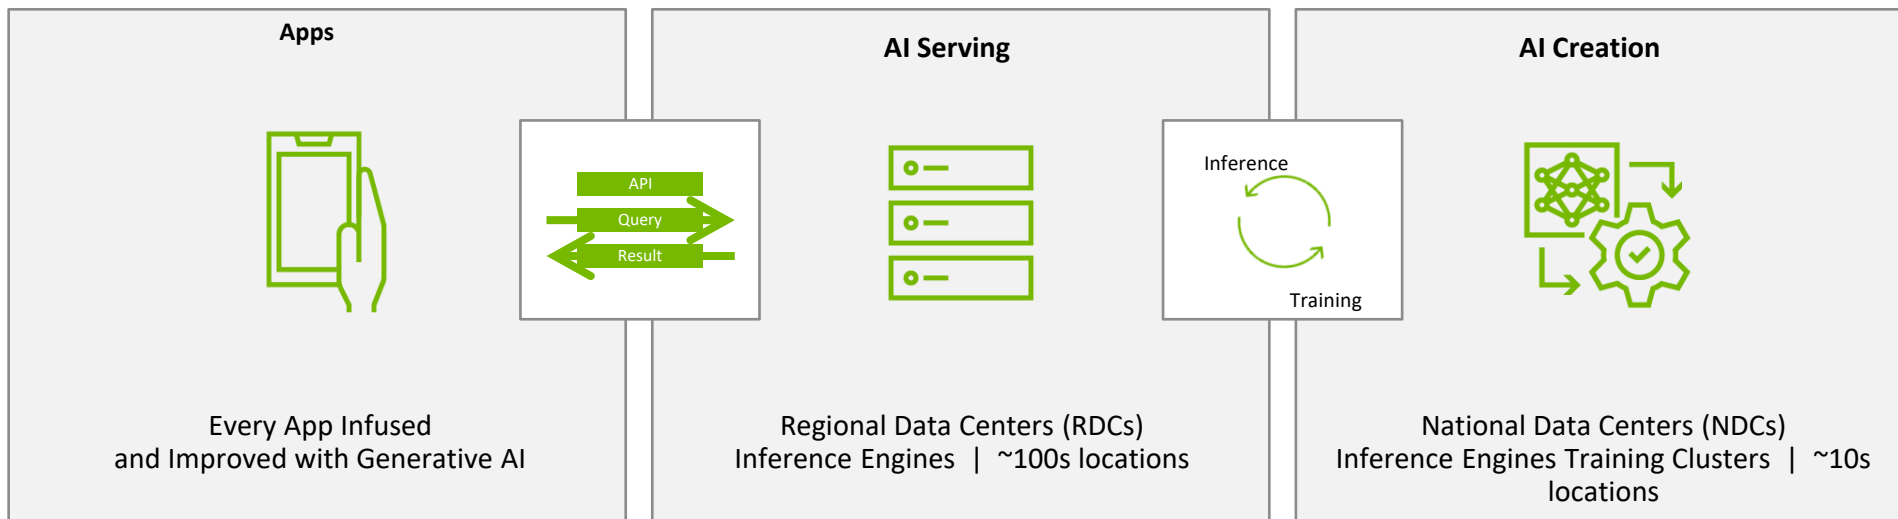 Apps
Every App Infused
and Improved with Generative AI
API
Query
Result
AI Serving
Regional Data Centers (RDCs)
Inference Engines | ~100s locations
Inference
Training
AI Creation
National Data Centers (NDCs)
Inference Engines Training Clusters | ~10s
locations